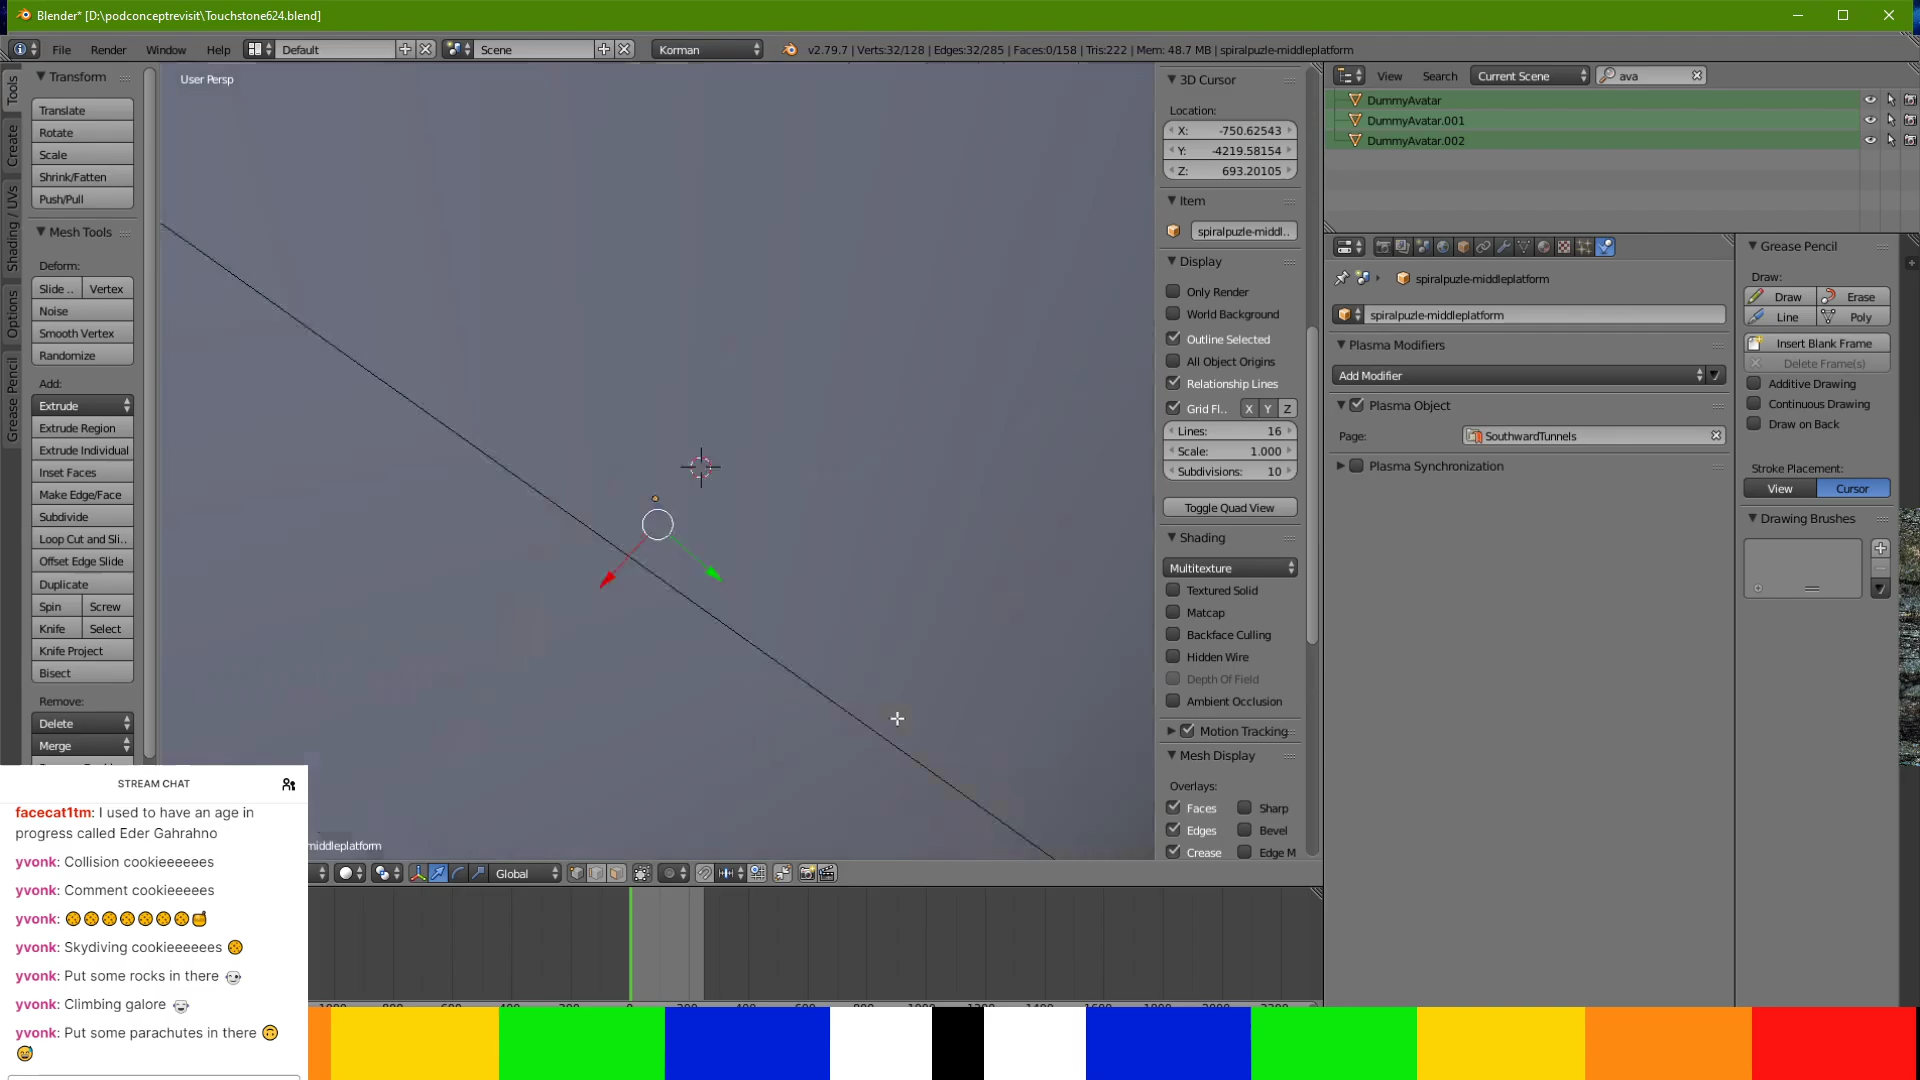 Blender* [D:\podconceptrevisit\Touchstone624.blend]
File Render Window Help Default Scene Korman v2.79.7 | Verts:32/128 | Edges:32/285 | Faces:0/158 | Tris:222 | Mem: 48.7 MB | spiralpuzle-middleplatform
Tools
Create
Shading / UVs
Options
Grease Pencil
Transform
Translate
Rotate
Scale
Shrink/Fatten
Push/Pull
Mesh Tools
Deform:
Slide .. Vertex
Noise
Smooth Vertex
Randomize
Add:
Extrude
Extrude Region
Extrude Individual
Inset Faces
Make Edge/Face
Subdivide
Loop Cut and Sli..
Offset Edge Slide
Duplicate
Spin Screw
Knife Select
Knife Project
Bisect
Remove:
Delete
Merge
User Persp
middleplatform
Global
3D Cursor
Location:
X: -750.62543
Y: -4219.58154
Z: 693.20105
Item
spiralpuzle-middl..
Display
Only Render
World Background
Outline Selected
All Object Origins
Relationship Lines
Grid Fl.. X Y Z
Lines: 16
Scale: 1.000
Subdivisions: 10
Toggle Quad View
Shading
Multitexture
Textured Solid
Matcap
Backface Culling
Hidden Wire
Depth Of Field
Ambient Occlusion
Motion Tracking
Mesh Display
Overlays:
Faces Sharp
Edges Bevel
Crease Edge M
View Search Current Scene ava
DummyAvatar
DummyAvatar.001
DummyAvatar.002
spiralpuzle-middleplatform
spiralpuzle-middleplatform
Plasma Modifiers
Add Modifier
Plasma Object
Page: SouthwardTunnels
Plasma Synchronization
Grease Pencil
Draw:
Draw Erase
Line Poly
Insert Blank Frame
Delete Frame(s)
Additive Drawing
Continuous Drawing
Draw on Back
Stroke Placement:
View Cursor
Drawing Brushes
STREAM CHAT
facecat1tm: I used to have an age in
progress called Eder Gahrahno
yvonk: Collision cookieeeeees
yvonk: Comment cookieeeees
yvonk: 🍪🍪🍪🍪🍪🍪🍪🍯
yvonk: Skydiving cookieeeeees 🍪
yvonk: Put some rocks in there
yvonk: Climbing galore
yvonk: Put some parachutes in there 🙃
😅